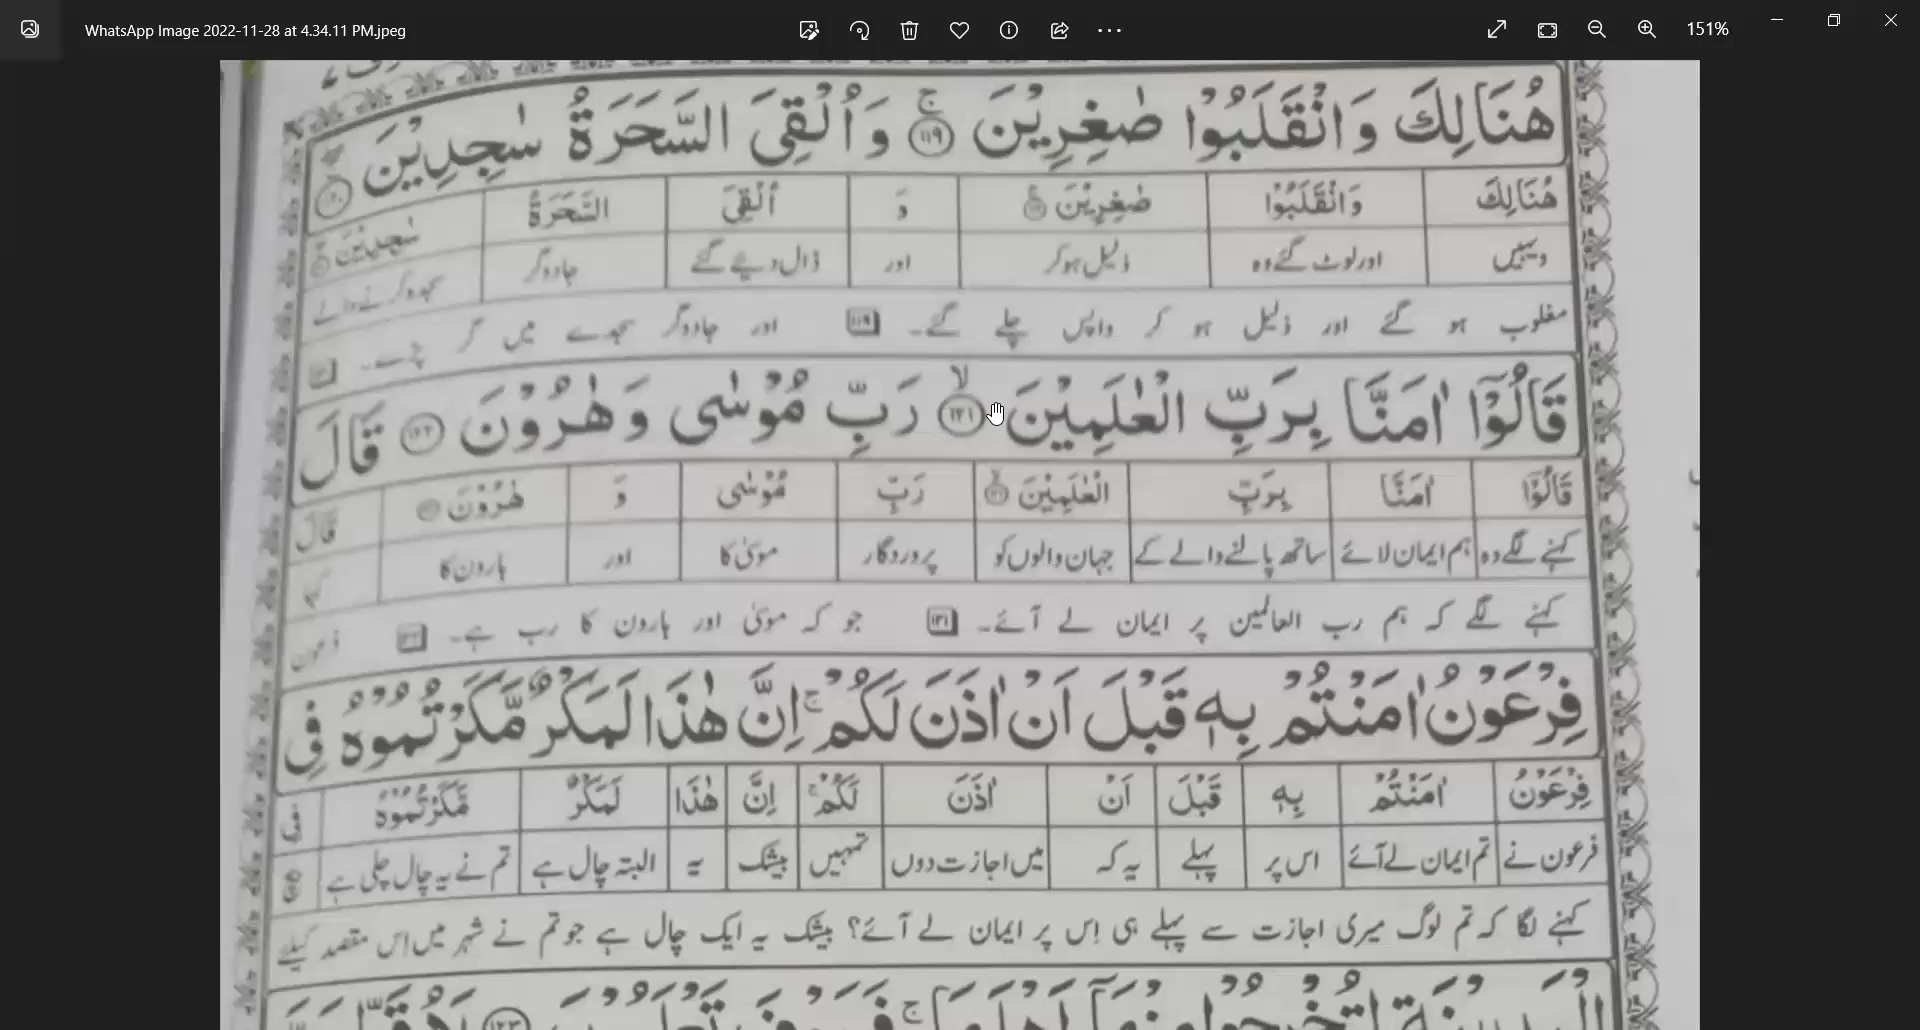 WhatsApp Image 2022-11-28 at 4.34.11 PM.jpeg
151%
هُنَالِكَ وَانْقَلَبُوْا صٰغِرِيْنَ ۚ ﴿۱۱۹﴾ وَاُلْقِیَ السَّحَرَةُ سٰجِدِيْنَ ﴿۱۲۰﴾
هُنَالِكَ وَانْقَلَبُوْا صٰغِرِيْنَ وَ اُلْقِیَ السَّحَرَةُ سٰجِدِيْنَ
وہیں اور لوٹ گئے وہ ذلیل ہوکر اور ڈال دیے گئے جادوگر سجدہ کرنے والے
مغلوب ہو گئے اور ذلیل ہو کر واپس چلے گئے۔ ۱۱۹ اور جادوگر سجدے میں گر پڑے۔
قَالُوْۤا اٰمَنَّا بِرَبِّ الْعٰلَمِيْنَ ۙ ﴿۱۲۱﴾ رَبِّ مُوْسٰی وَهٰرُوْنَ ﴿۱۲۲﴾ قَالَ
قَالُوْۤا اٰمَنَّا بِرَبِّ الْعٰلَمِيْنَ رَبِّ مُوْسٰی وَ هٰرُوْنَ قَالَ
کہنے لگے وہ ہم ایمان لائے ساتھ پالنے والے کے جہان والوں کو پروردگار موسیٰ کا اور ہارون کا کہا
کہنے لگے کہ ہم رب العالمین پر ایمان لے آئے۔ ۱۲۱ جو کہ موسیٰ اور ہارون کا رب ہے۔ فرعون
فِرْعَوْنُ اٰمَنْتُمْ بِهٖ قَبْلَ اَنْ اٰذَنَ لَكُمْ ۚ اِنَّ هٰذَا لَمَكْرٌ مَّكَرْتُمُوْهُ فِی
فِرْعَوْنُ اٰمَنْتُمْ بِهٖ قَبْلَ اَنْ اٰذَنَ لَكُمْ ۚ اِنَّ هٰذَا لَمَكْرٌ مَّكَرْتُمُوْهُ فِی
فرعون نے تم ایمان لے آئے اس پر پہلے یہ کہ میں اجازت دوں تمہیں بیشک یہ البتہ چال ہے تم نے یہ چال چلی ہے
کہنے لگا کہ تم لوگ میری اجازت سے پہلے ہی اِس پر ایمان لے آئے؟ بیشک یہ ایک چال ہے جو تم نے شہر میں اِس مقصد کیلئے